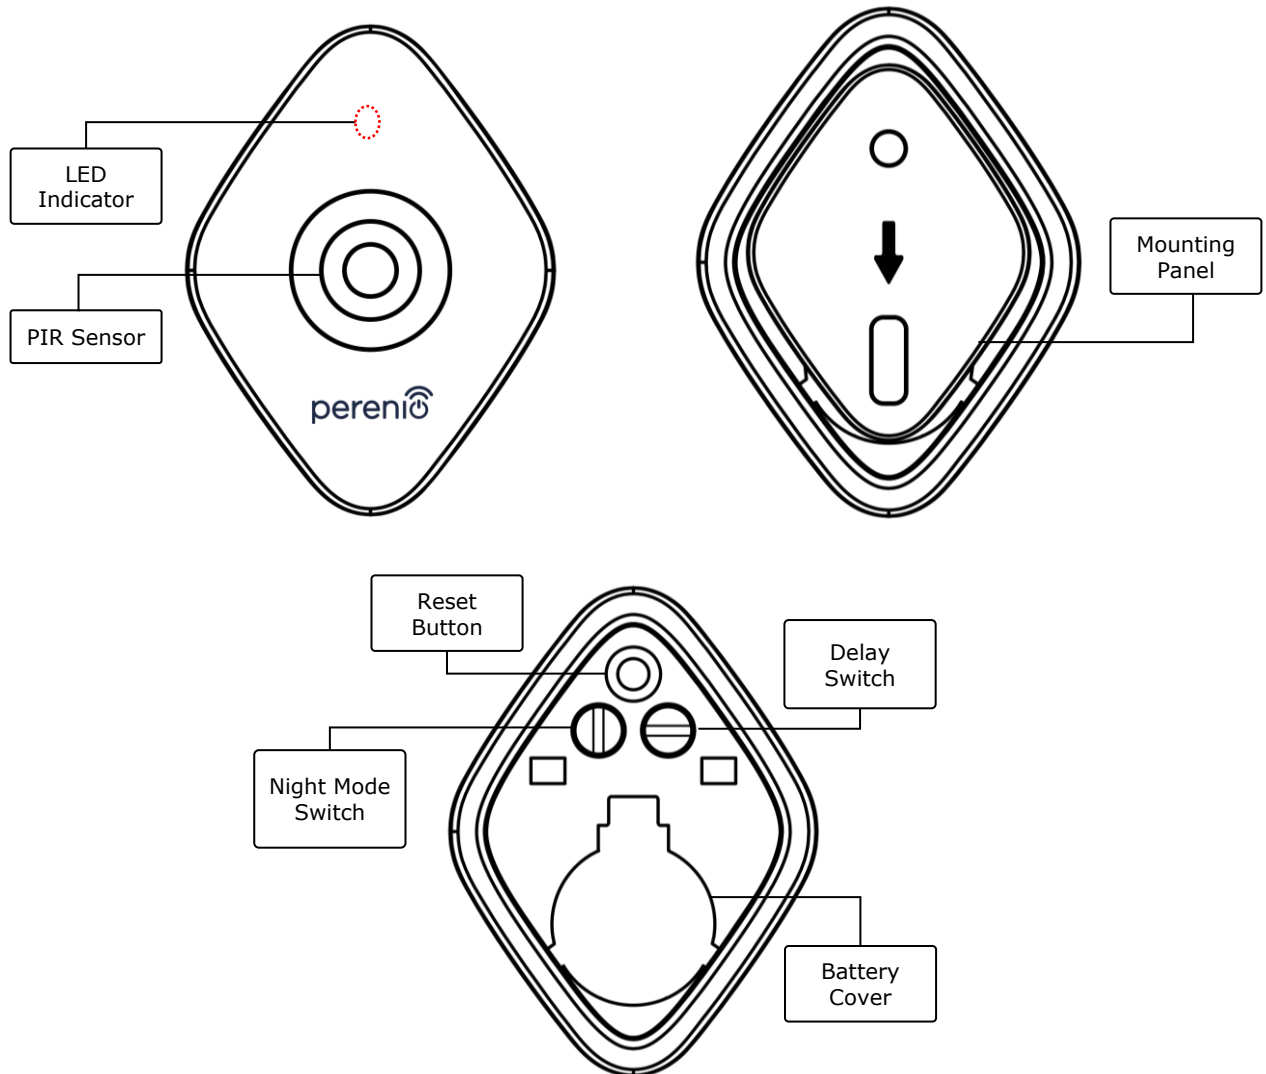 LED
Indicator
PIR Sensor
perenio
Mounting
Panel
Reset
Button
Delay
Switch
Night Mode
Switch
Battery
Cover